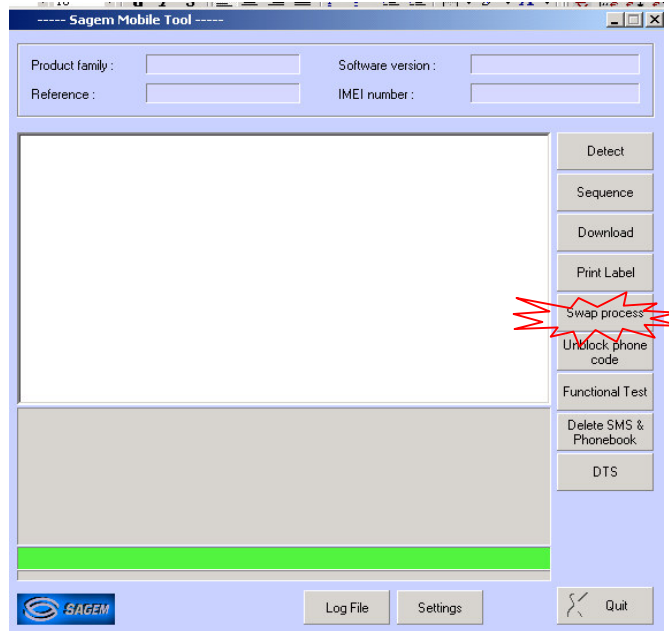 ----- Sagem Mobile Tool -----
Product family :
Software version :
Reference :
IMEI number :
Detect
Sequence
Download
Print Label
Swap process
Unblock phone
code
Functional Test
Delete SMS &
Phonebook
DTS
SAGEM
Log File
Settings
Quit